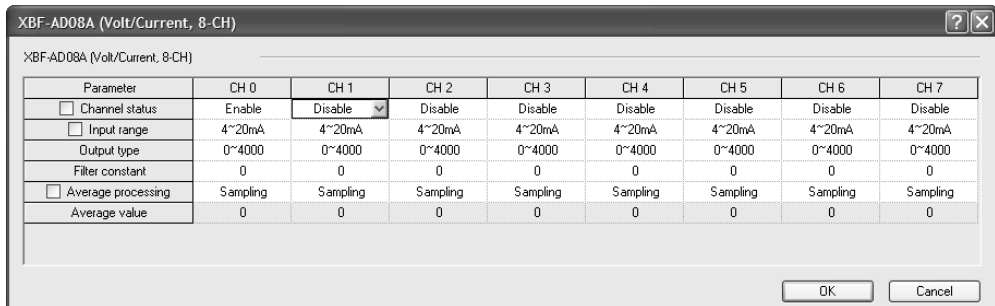 XBF-AD08A (Volt/Current, 8-CH)
XBF-AD08A (Volt/Current, 8-CH)
Parameter CH 0 CH 1 CH 2 CH 3 CH 4 CH 5 CH 6 CH 7
Channel status Enable Disable Disable Disable Disable Disable Disable Disable
Input range 4~20mA 4~20mA 4~20mA 4~20mA 4~20mA 4~20mA 4~20mA 4~20mA
Output type 0~4000 0~4000 0~4000 0~4000 0~4000 0~4000 0~4000 0~4000
Filter constant 0 0 0 0 0 0 0 0
Average processing Sampling Sampling Sampling Sampling Sampling Sampling Sampling Sampling
Average value 0 0 0 0 0 0 0 0
OK Cancel